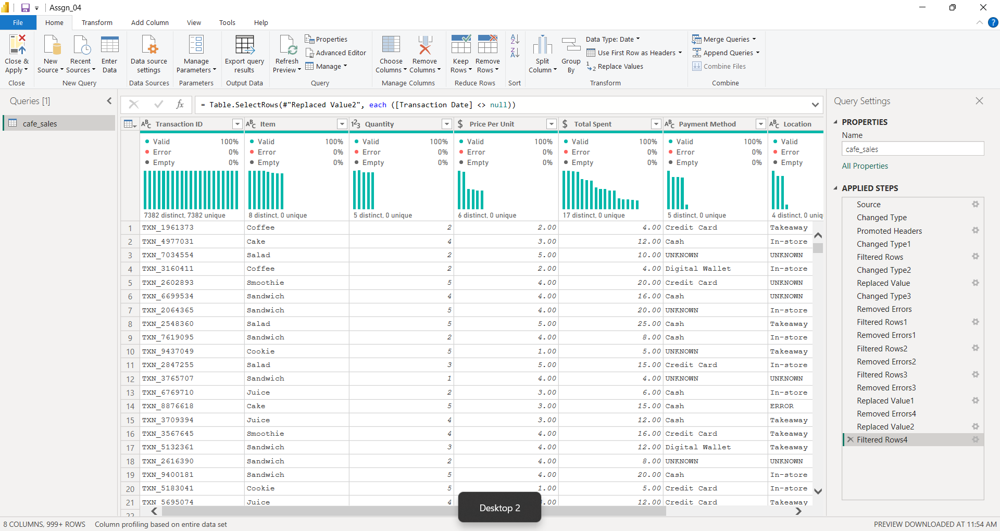 Assgn_04
File Home Transform Add Column View Tools Help
Close & Apply
New Source
Recent Sources
Enter Data
Data source settings
Manage Parameters
Export query results
Refresh Preview
Properties
Advanced Editor
Manage
Choose Columns
Remove Columns
Keep Rows
Remove Rows
Split Column
Group By
Data Type: Date
Use First Row as Headers
Replace Values
Merge Queries
Append Queries
Combine Files
Close New Query Data Sources Parameters Output Data Query Manage Columns Reduce Rows Sort Transform Combine
Queries [1]
cafe_sales
fx = Table.SelectRows(#"Replaced Value2", each ([Transaction Date] <> null))
Transaction ID Item Quantity Price Per Unit Total Spent Payment Method Location
Valid 100% Valid 100% Valid 100% Valid 100% Valid 100% Valid 100% Valid
Error 0% Error 0% Error 0% Error 0% Error 0% Error 0% Error
Empty 0% Empty 0% Empty 0% Empty 0% Empty 0% Empty 0% Empty
7382 distinct, 7382 unique 8 distinct, 0 unique 5 distinct, 0 unique 6 distinct, 0 unique 17 distinct, 0 unique 5 distinct, 0 unique 4 distinct, 0 uniq
1 TXN_1961373 Coffee 2 2.00 4.00 Credit Card Takeaway
2 TXN_4977031 Cake 4 3.00 12.00 Cash In-store
3 TXN_7034554 Salad 2 5.00 10.00 UNKNOWN UNKNOWN
4 TXN_3160411 Coffee 2 2.00 4.00 Digital Wallet In-store
5 TXN_2602893 Smoothie 5 4.00 20.00 Credit Card UNKNOWN
6 TXN_6699534 Sandwich 4 4.00 16.00 Cash UNKNOWN
7 TXN_2064365 Sandwich 5 4.00 20.00 UNKNOWN In-store
8 TXN_2548360 Salad 5 5.00 25.00 Cash Takeaway
9 TXN_7619095 Sandwich 2 4.00 8.00 Cash In-store
10 TXN_9437049 Cookie 5 1.00 5.00 UNKNOWN Takeaway
11 TXN_2847255 Salad 3 5.00 15.00 Credit Card In-store
12 TXN_3765707 Sandwich 1 4.00 4.00 UNKNOWN UNKNOWN
13 TXN_6769710 Juice 2 3.00 6.00 Cash In-store
14 TXN_8876618 Cake 5 3.00 15.00 Cash ERROR
15 TXN_3709394 Juice 4 3.00 12.00 Cash Takeaway
16 TXN_3567645 Smoothie 4 4.00 16.00 Credit Card Takeaway
17 TXN_5132361 Sandwich 3 4.00 12.00 Digital Wallet Takeaway
18 TXN_2616390 Sandwich 2 4.00 8.00 UNKNOWN UNKNOWN
19 TXN_9400181 Sandwich 5 4.00 20.00 Cash In-store
20 TXN_5183041 Cookie 5 1.00 5.00 Credit Card In-store
21 TXN_5695074 Juice 4 .00 12.00 Credit Card Takeaway
22
Desktop 2
Query Settings
PROPERTIES
Name
cafe_sales
All Properties
APPLIED STEPS
Source
Changed Type
Promoted Headers
Changed Type1
Filtered Rows
Changed Type2
Replaced Value
Changed Type3
Removed Errors
Filtered Rows1
Removed Errors1
Filtered Rows2
Removed Errors2
Filtered Rows3
Removed Errors3
Replaced Value1
Removed Errors4
Replaced Value2
Filtered Rows4
8 COLUMNS, 999+ ROWS Column profiling based on entire data set PREVIEW DOWNLOADED AT 11:54 AM